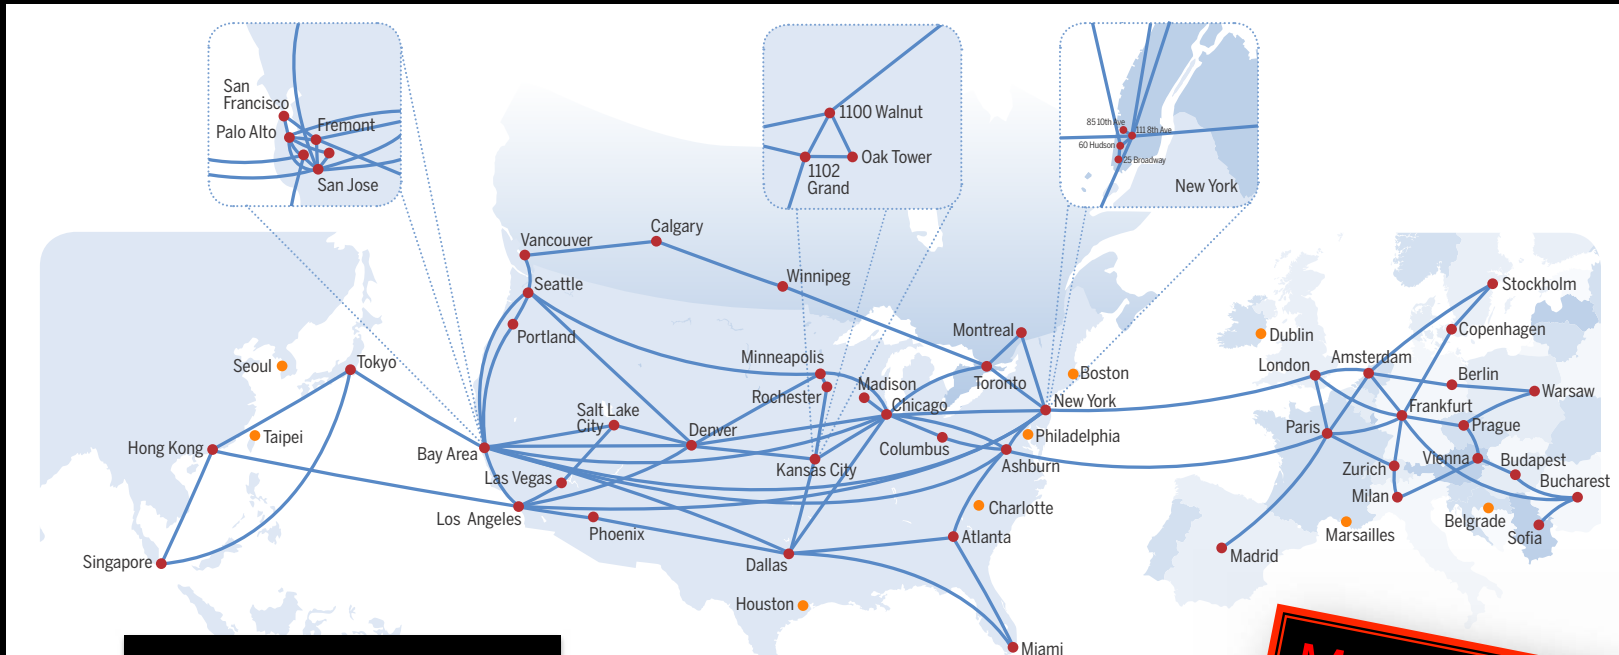 San
Francisco
Palo Alto
Fremont
San Jose
1100 Walnut
Oak Tower
1102
Grand
85 10th Ave
111 8th Ave
60 Hudson
25 Broadway
New York
Calgary
Vancouver
Winnipeg
Seattle
Portland
Montreal
Minneapolis
Toronto
Boston
Rochester
Madison
Chicago
New York
Salt Lake
City
Denver
Columbus
Philadelphia
Bay Area
Kansas City
Ashburn
Las Vegas
Los Angeles
Phoenix
Charlotte
Atlanta
Dallas
Houston
Miami
Seoul
Tokyo
Taipei
Hong Kong
Singapore
Stockholm
Dublin
Copenhagen
London
Amsterdam
Berlin
Warsaw
Frankfurt
Paris
Prague
Zurich
Vienna
Budapest
Milan
Bucharest
Marsailles
Belgrade
Sofia
Madrid